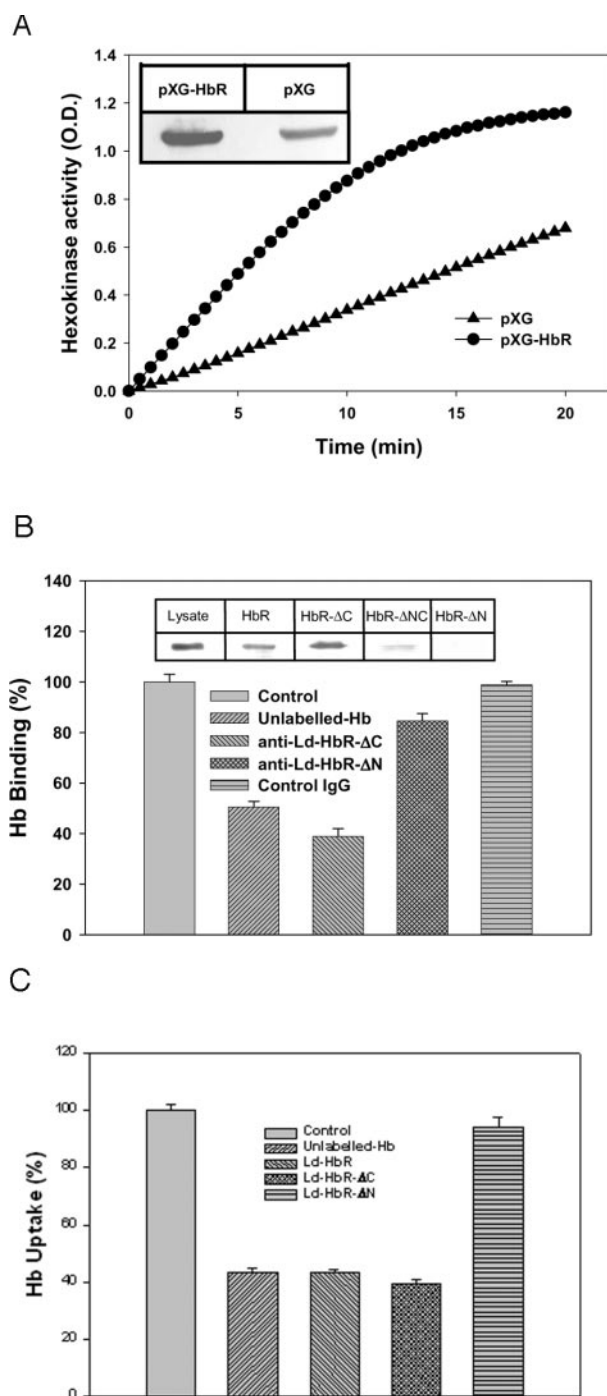 A
Hexokinase activity (O.D.)
1.4
1.2
1.0
0.8
0.6
0.4
0.2
0.0
pXG-HbR pXG
pXG
pXG-HbR
0 5 10 15 20
Time (min)
B
Hb Binding (%)
140
120
100
80
60
40
20
0
Lysate HbR HbR-ΔC HbR-ΔNC HbR-ΔN
Control
Unlabelled-Hb
anti-Ld-HbR-ΔC
anti-Ld-HbR-ΔN
Control IgG
C
Hb Uptake (%)
120
100
80
60
40
20
0
Control
Unlabelled-Hb
Ld-HbR
Ld-HbR-ΔC
Ld-HbR-ΔN